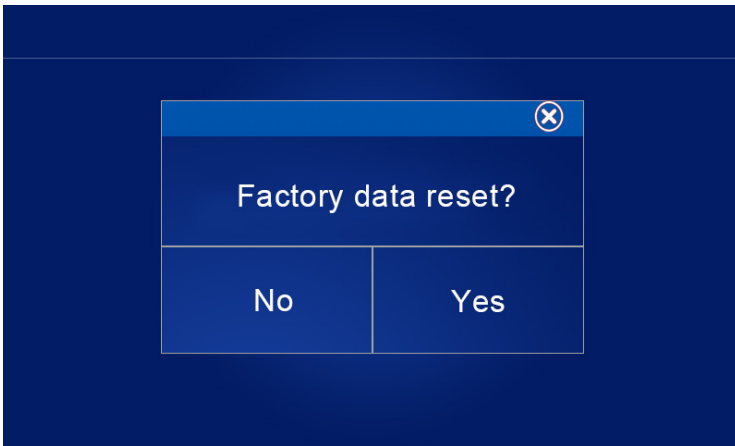 Factory data reset?
No
Yes